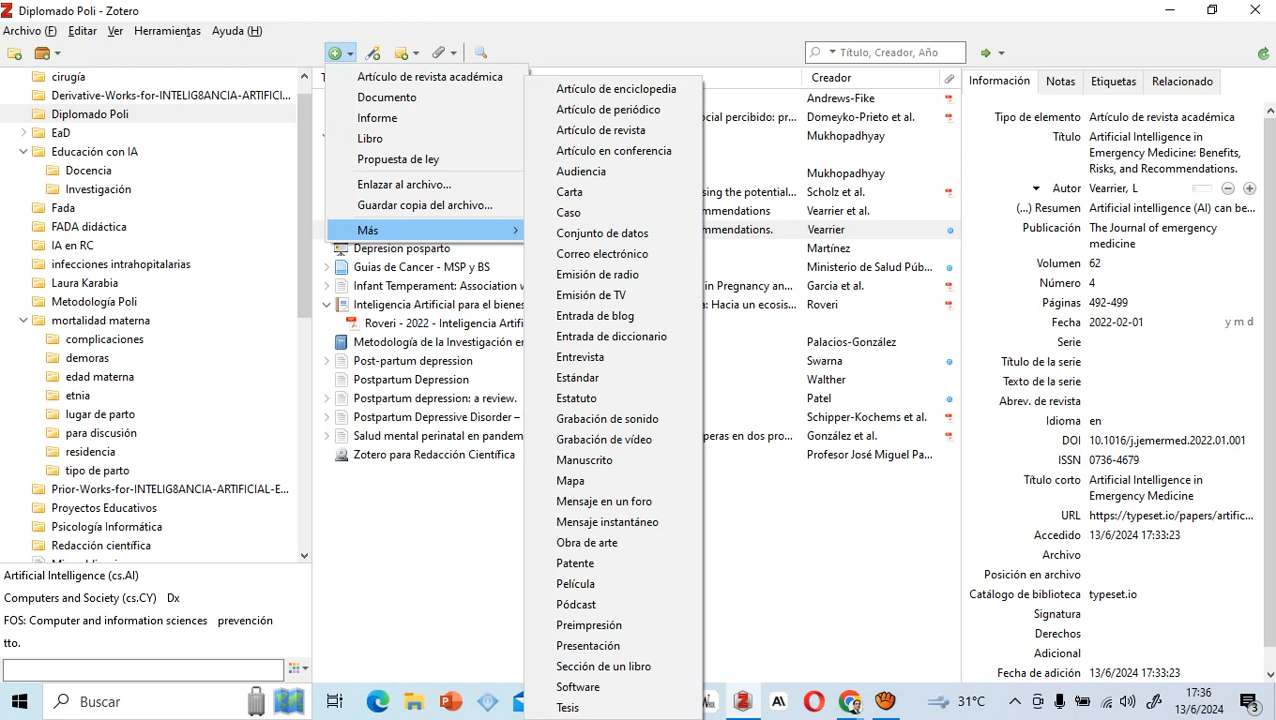 Diplomado Poli - Zotero
Archivo (F) Editar Ver Herramientas Ayuda (H)
Título, Creador, Año
cirugía
Derivative-Works-for-INTELIG8ANCIA-ARTIFICI...
Diplomado Poli
EaD
Educación con IA
Docencia
Investigación
Fada
FADA didáctica
IA en RC
infecciones intrahopitalarias
Laura Karabia
Metodología Poli
mortalidad materna
complicaciones
demoras
edad materna
etnia
lugar de parto
para discusión
residencia
tipo de parto
Prior-Works-for-INTELIG8ANCIA-ARTIFICIAL-E...
Proyectos Educativos
Psicología Informática
Redacción científica
Artificial Intelligence (cs.AI)
Computers and Society (cs.CY) Dx
FOS: Computer and information sciences prevención
tto.
Artículo de revista académica
Documento
Informe
Libro
Propuesta de ley
Enlazar al archivo...
Guardar copia del archivo...
Más
Artículo de enciclopedia
Artículo de periódico
Artículo de revista
Artículo en conferencia
Audiencia
Carta
Caso
Conjunto de datos
Correo electrónico
Emisión de radio
Emisión de TV
Entrada de blog
Entrada de diccionario
Entrevista
Estándar
Estatuto
Grabación de sonido
Grabación de vídeo
Manuscrito
Mapa
Mensaje en un foro
Mensaje instantáneo
Obra de arte
Patente
Película
Pódcast
Preimpresión
Presentación
Sección de un libro
Software
Tesis
Creador
Andrews-Fike
ocial percibido: pr... Domeyko-Prieto et al.
Mukhopadhyay
Mukhopadhyay
sing the potential... Scholz et al.
mmendations Vearrier et al.
mmendations. Vearrier
Depresión posparto Martínez
Guias de Cancer - MSP y BS Ministerio de Salud Púb...
Infant Temperament: Association w in Pregnancy an... Garcia et al.
Inteligencia Artificial para el bienes a: Hacia un ecosis... Roveri
Roveri - 2022 - Inteligencia Artifi
Metodología de la Investigación en Palacios-González
Post-partum depression Swarna
Postpartum Depression Walther
Postpartum depression: a review. Patel
Postpartum Depressive Disorder – Schipper-Kochems et al.
Salud mental perinatal en pandem peras en dos pro... González et al.
Zotero para Redacción Científica Profesor José Miguel Pa...
Información Notas Etiquetas Relacionado
Tipo de elemento Artículo de revista académica
Título Artificial Intelligence in
Emergency Medicine: Benefits,
Risks, and Recommendations
Autor Vearrier, L
(...) Resumen Artificial intelligence (AI) can be...
Publicación The Journal of emergency
medicine
Volumen 62
Número 4
Páginas 492-499
Fecha 2022-02-01 y m d
Serie
Título de la serie
Texto de la serie
Abrev. de revista
Idioma en
DOI 10.1016/j.jemermed.2022.01.001
ISSN 0736-4679
Título corto Artificial Intelligence in
Emergency Medicine
URL https://typeset.io/papers/artific...
Accedido 13/6/2024 17:33:23
Archivo
Posición en archivo
Catálogo de biblioteca typeset.io
Signatura
Derechos
Adicional
Fecha de adición 13/6/2024 17:33:23
Buscar
31°C
17:36
13/6/2024
3